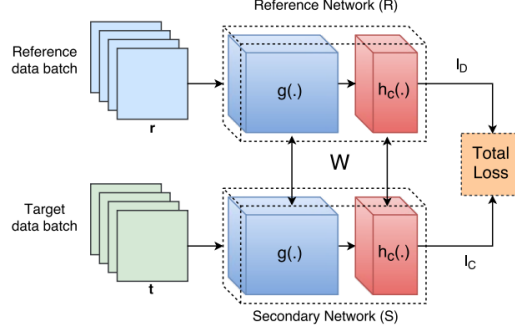 Reference Network (R)
Reference
data batch
r
g(.)
hc(.)
lD
W
Total
Loss
Target
data batch
t
g(.)
hc(.)
lC
Secondary Network (S)